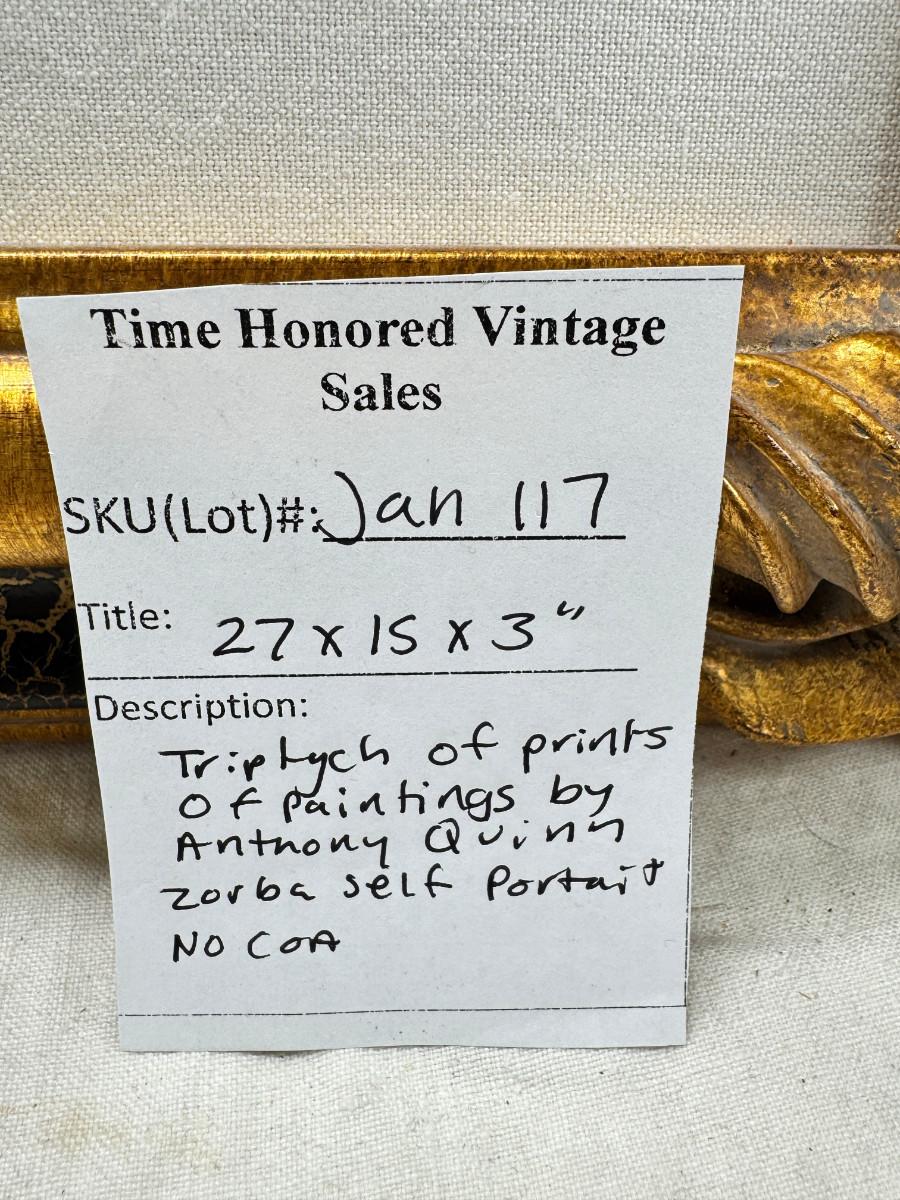 Time Honored Vintage
Sales
SKU(Lot)#: Jan 117
Title: 27 x 15 x 3"
Description:
Triptych of prints
of paintings by
Anthony Quinn
Zorba self Portait
NO COA